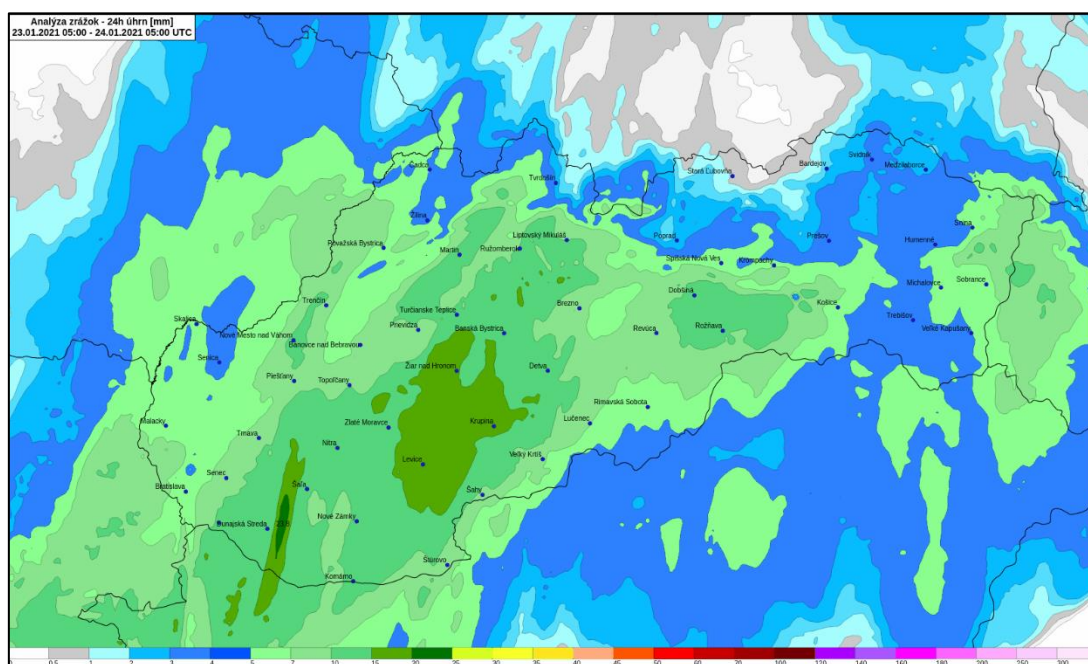 Analýza zrážok - 24h úhrn [mm]
23.01.2021 05:00 - 24.01.2021 05:00 UTC
Svidník
Bardejov
Medzilaborce
Čadca
Stará Ľubovňa
Tvrdošín
Žilina
Snina
Považská Bystrica
Martin
Ružomberok
Liptovský Mikuláš
Poprad
Prešov
Humenné
Spišská Nová Ves
Krompachy
Michalovce
Sobrance
Dobšiná
Trenčín
Turčianske Teplice
Brezno
Košice
Skalica
Prievidza
Banská Bystrica
Revúca
Rožňava
Trebišov
Veľké Kapušany
Nové Mesto nad Váhom
Bánovce nad Bebravou
Senica
Žiar nad Hronom
Detva
Piešťany
Topoľčany
Rimavská Sobota
Malacky
Zlaté Moravce
Krupina
Lučenec
Trnava
Nitra
Levice
Veľký Krtíš
Senec
Bratislava
Šaľa
Šahy
Dunajská Streda
Nové Zámky
Štúrovo
Komárno
0.5 1 2 3 4 5 7 10 15 20 25 30 35 40 45 50 60 70 100 120 140 160 180 200 250 300